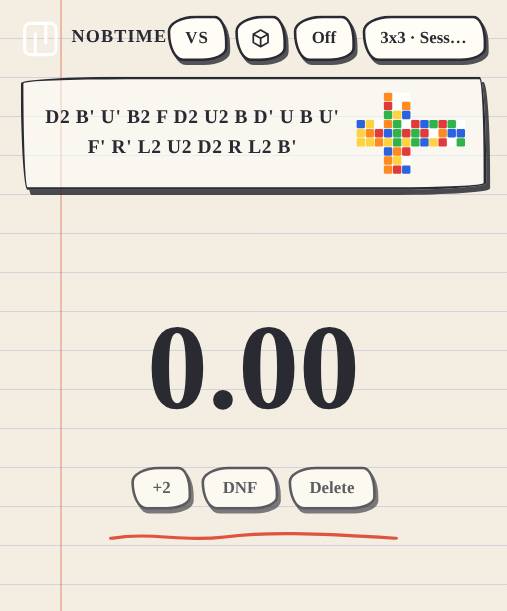 NOBTIME VS Off 3x3 · Sess...
D2 B' U' B2 F D2 U2 B D' U B U'
F' R' L2 U2 D2 R L2 B'
0.00
+2 DNF Delete